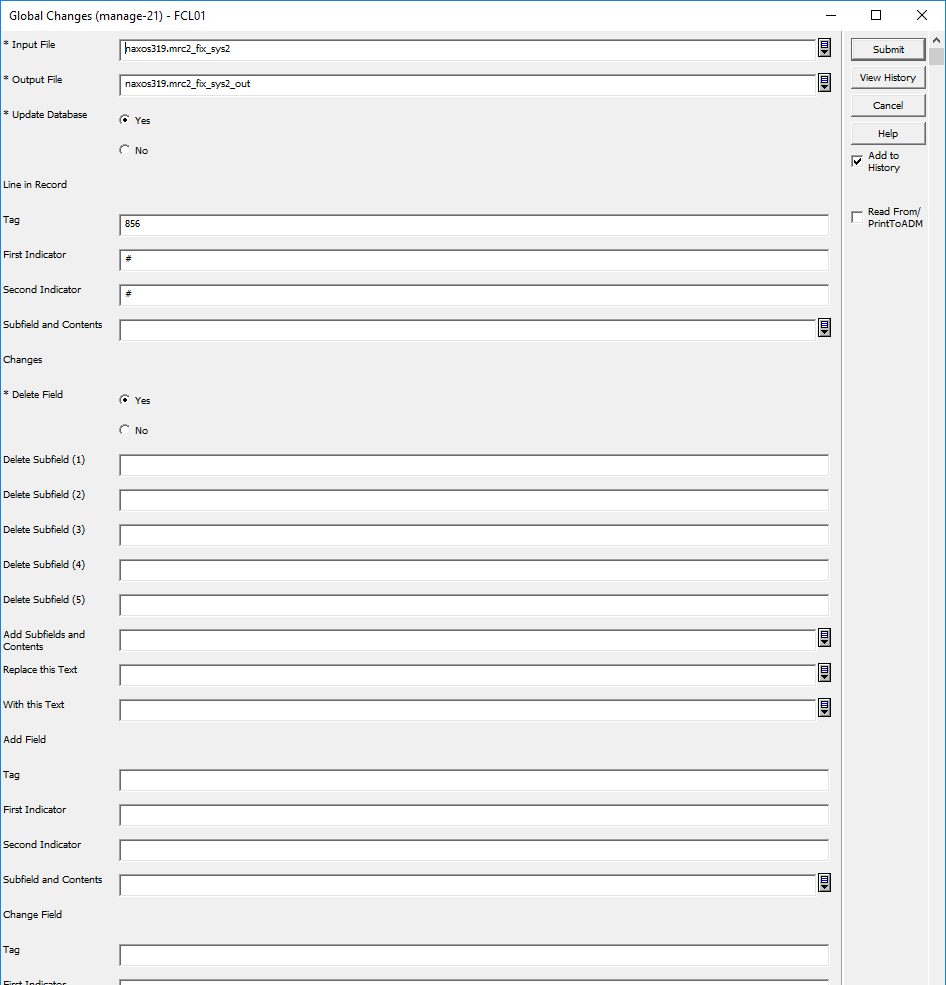 Global Changes (manage-21) - FCL01
* Input File
naxos319.mrc2_fix_sys2
Submit
* Output File
naxos319.mrc2_fix_sys2_out
View History
* Update Database
Yes
No
Cancel
Help
Add to
History
Line in Record
Read From/
PrintToADM
Tag
856
First Indicator
#
Second Indicator
#
Subfield and Contents
Changes
* Delete Field
Yes
No
Delete Subfield (1)
Delete Subfield (2)
Delete Subfield (3)
Delete Subfield (4)
Delete Subfield (5)
Add Subfields and
Contents
Replace this Text
With this Text
Add Field
Tag
First Indicator
Second Indicator
Subfield and Contents
Change Field
Tag
First Indicator